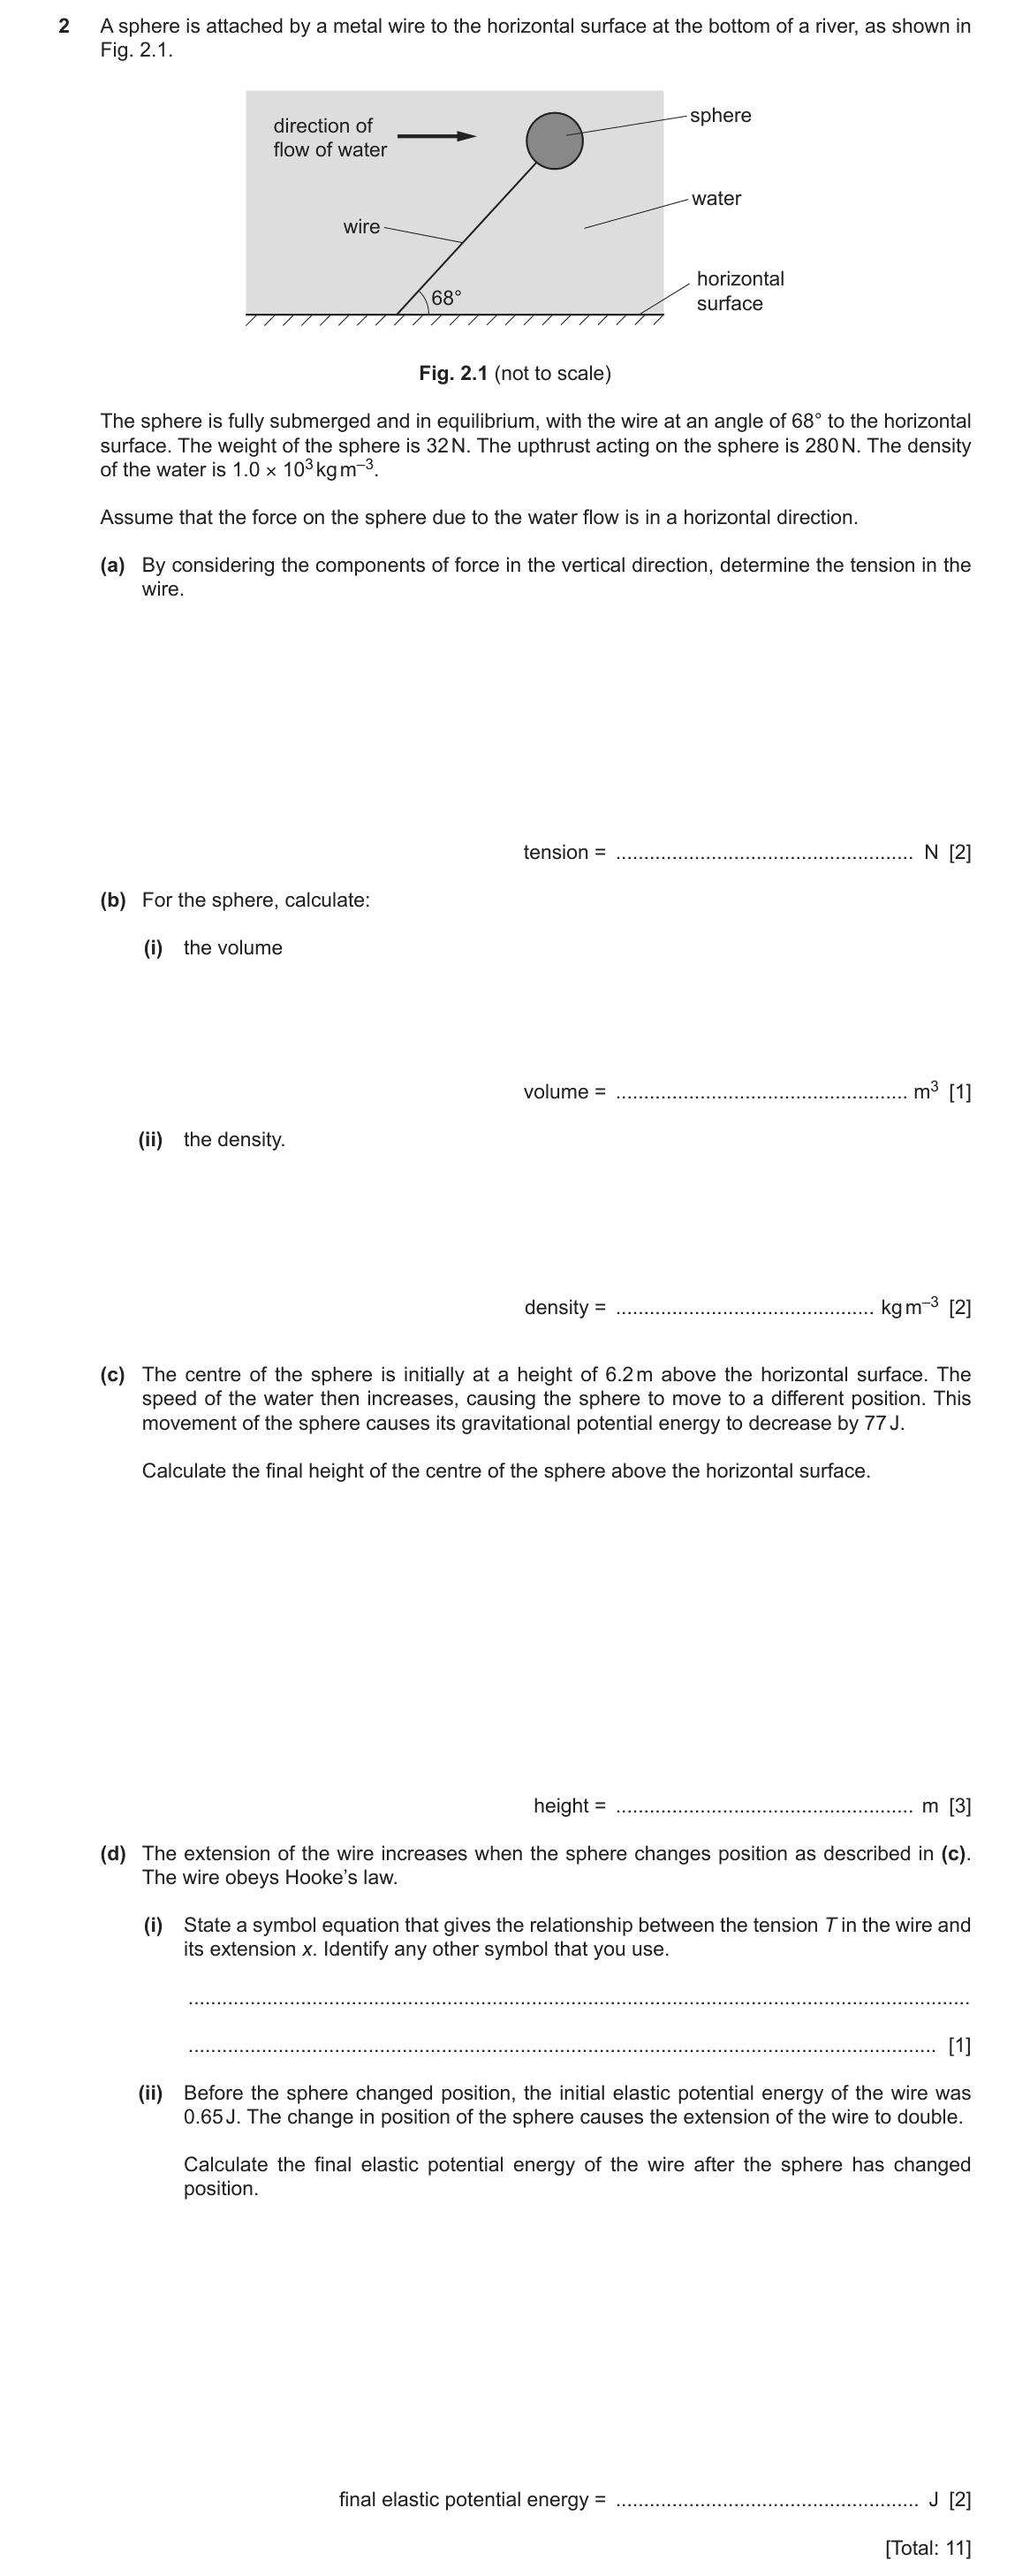 2 A sphere is attached by a metal wire to the horizontal surface at the bottom of a river, as shown in
Fig. 2.1.
direction of
flow of water
sphere
water
wire
horizontal
surface
68°
Fig. 2.1 (not to scale)
The sphere is fully submerged and in equilibrium, with the wire at an angle of 68° to the horizontal
surface. The weight of the sphere is 32 N. The upthrust acting on the sphere is 280 N. The density
of the water is 1.0 × 10³ kg m⁻³.
Assume that the force on the sphere due to the water flow is in a horizontal direction.
(a) By considering the components of force in the vertical direction, determine the tension in the
wire.
tension = .................................................... N [2]
(b) For the sphere, calculate:
(i) the volume
volume = .................................................... m³ [1]
(ii) the density.
density = .............................................. kg m⁻³ [2]
(c) The centre of the sphere is initially at a height of 6.2 m above the horizontal surface. The
speed of the water then increases, causing the sphere to move to a different position. This
movement of the sphere causes its gravitational potential energy to decrease by 77 J.
Calculate the final height of the centre of the sphere above the horizontal surface.
height = .................................................... m [3]
(d) The extension of the wire increases when the sphere changes position as described in (c).
The wire obeys Hooke's law.
(i) State a symbol equation that gives the relationship between the tension T in the wire and
its extension x. Identify any other symbol that you use.
..........................................................................................................................................
.................................................................................................................................... [1]
(ii) Before the sphere changed position, the initial elastic potential energy of the wire was
0.65 J. The change in position of the sphere causes the extension of the wire to double.
Calculate the final elastic potential energy of the wire after the sphere has changed
position.
final elastic potential energy = ..................................................... J [2]
[Total: 11]